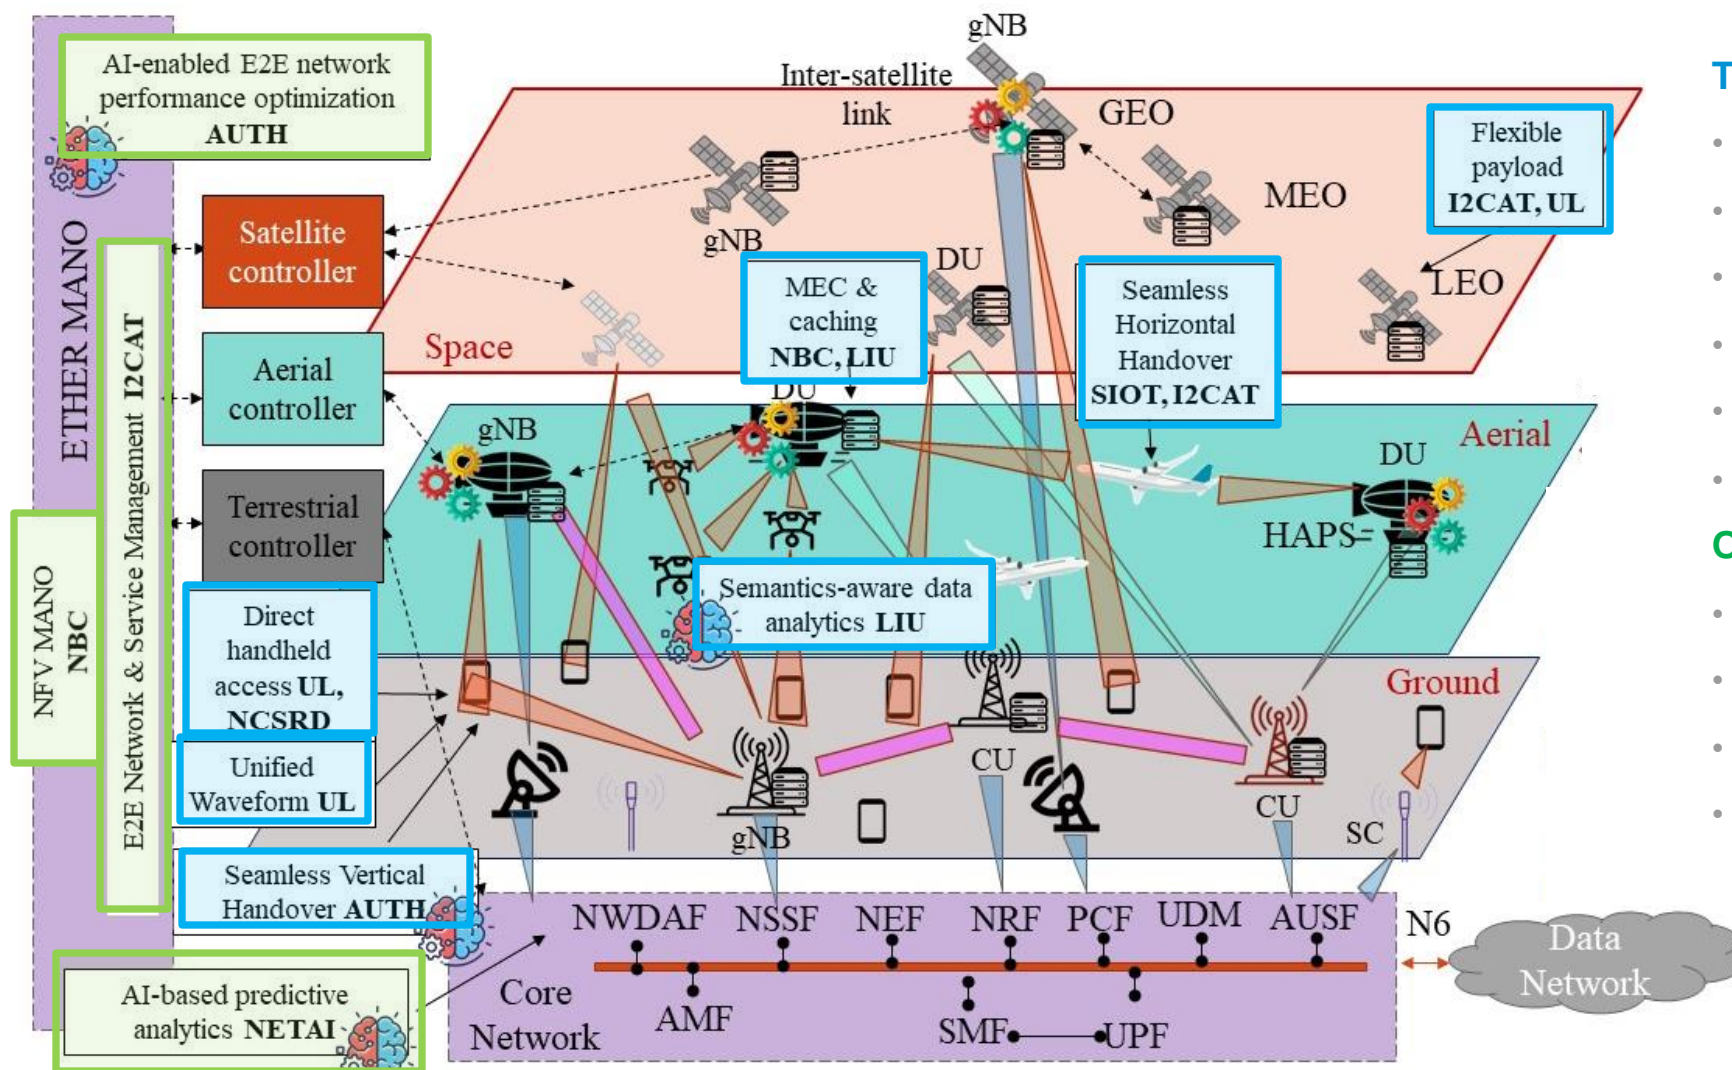 AI-enabled E2E network
performance optimization
AUTH
ETHER MANO
E2E Network & Service Management I2CAT
NFV MANO
NBC
Satellite
controller
Aerial
controller
Terrestrial
controller
Direct
handheld
access UL,
NCSRD
Unified
Waveform UL
Seamless Vertical
Handover AUTH
AI-based predictive
analytics NETAI
gNB
Inter-satellite
link
GEO
gNB
MEO
Flexible
payload
I2CAT, UL
LEO
DU
Space
MEC &
caching
NBC, LIU
Seamless
Horizontal
Handover
SIOT, I2CAT
DU
gNB
Aerial
DU
HAPS
Semantics-aware data
analytics LIU
Ground
CU
gNB
CU
SC
NWDAF
NSSF
NEF
NRF
PCF
UDM
AUSF
N6
Data
Network
Core
Network
AMF
SMF
UPF
T